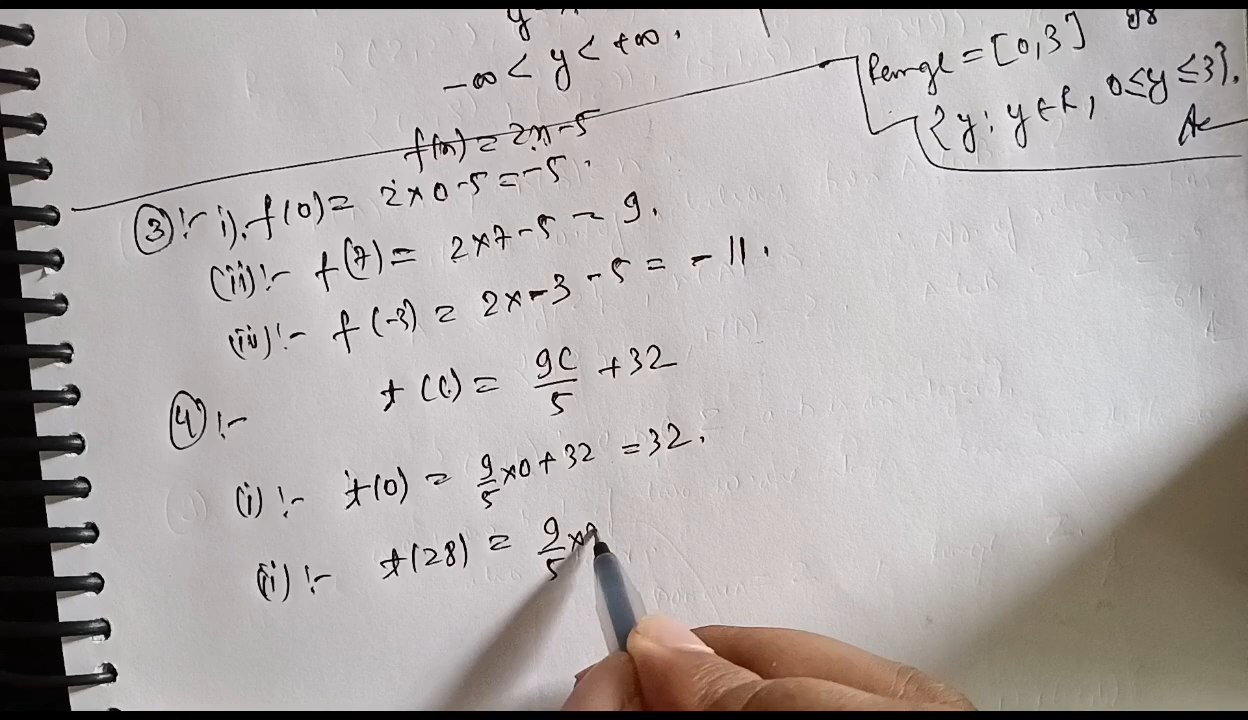 -∞ < y < +∞.
Range = [0,3] or
{y: y∈R, 0≤y≤3}.
f(x) = 2x-5
(3):- i). f(0) = 2×0-5 = -5.
(ii):- f(7) = 2×7-5 = 9.
(iii):- f(-3) = 2×-3-5 = -11.
(4):- t(C) = 9C/5 + 32
(i):- t(0) = 9/5×0+32 = 32.
(ii):- t(28) = 9/5×